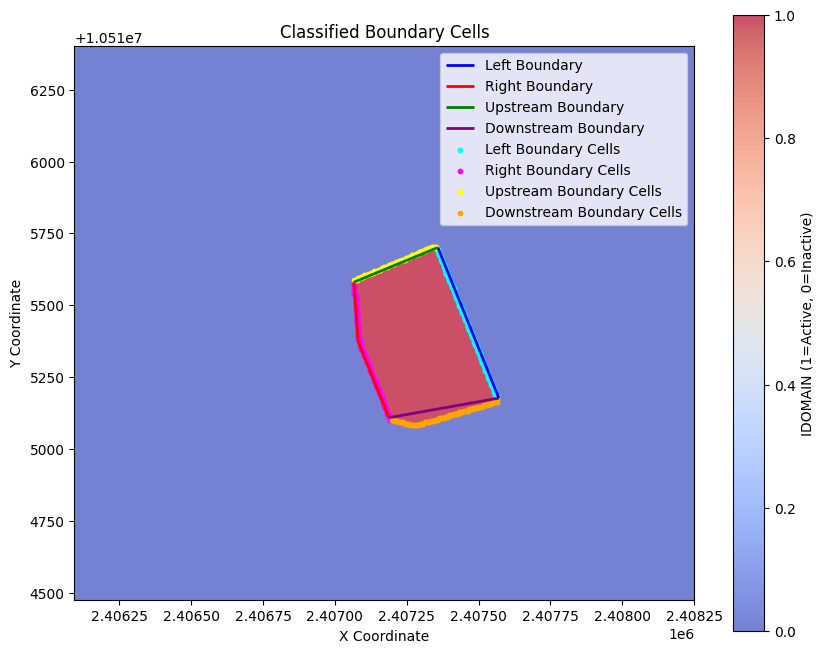 Classified Boundary Cells
+1.051e7
6250
6000
5750
5500
5250
5000
4750
4500
Y Coordinate
Left Boundary
Right Boundary
Upstream Boundary
Downstream Boundary
Left Boundary Cells
Right Boundary Cells
Upstream Boundary Cells
Downstream Boundary Cells
2.40625 2.40650 2.40675 2.40700 2.40725 2.40750 2.40775 2.40800 2.40825
1e6
X Coordinate
1.0
0.8
0.6
0.4
0.2
0.0
IDOMAIN (1=Active, 0=Inactive)